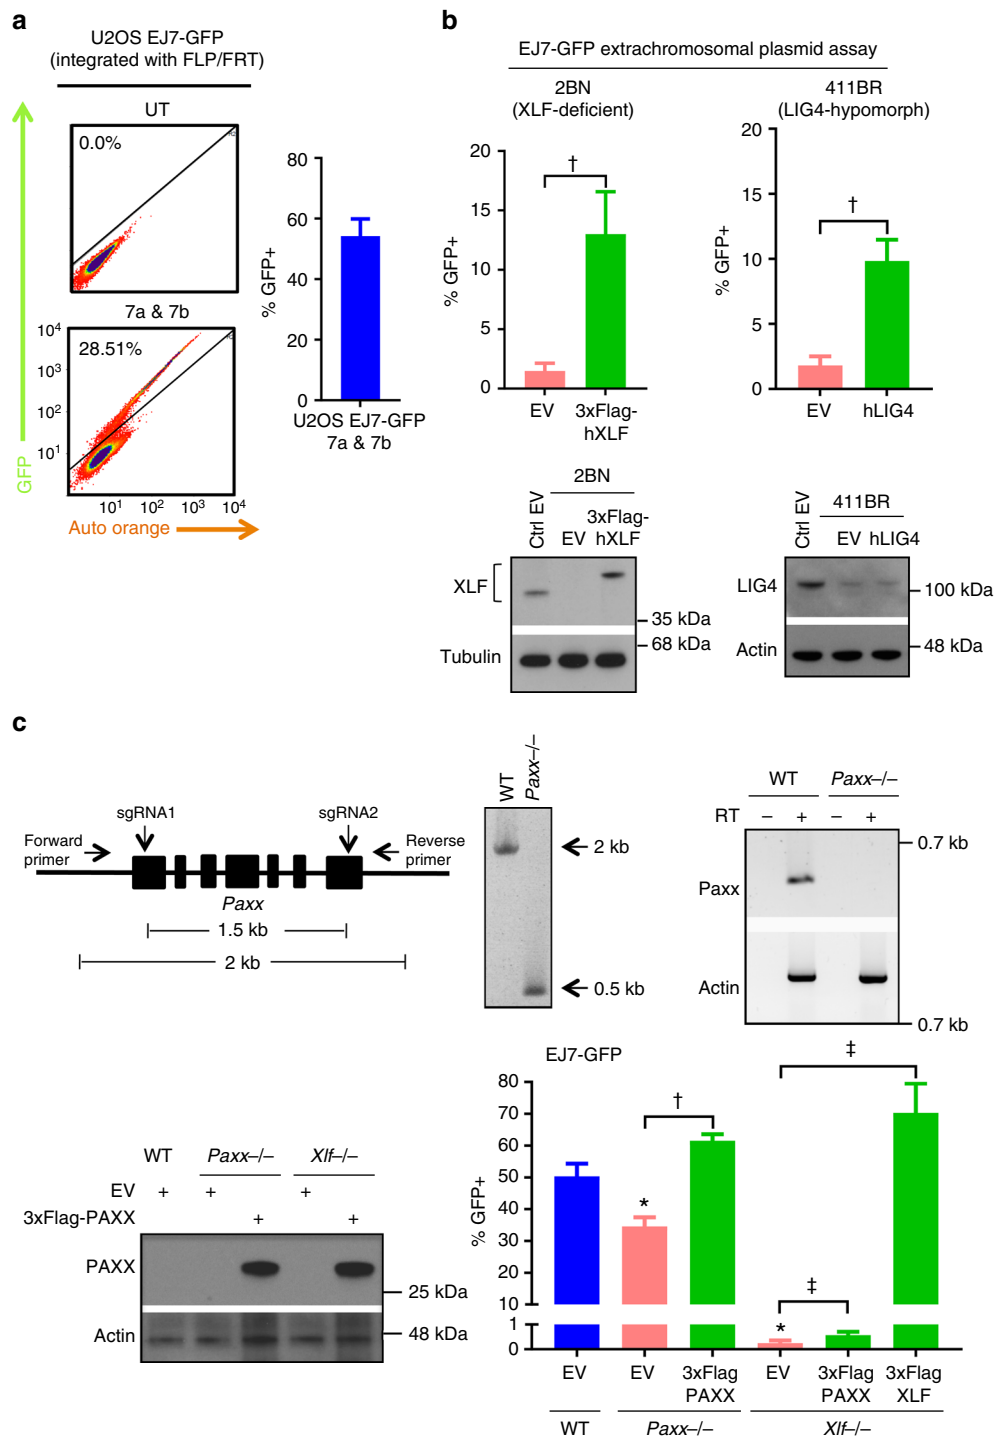 a
U2OS EJ7-GFP
(integrated with FLP/FRT)
UT
0.0%
7a & 7b
28.51%
10⁴
10³
10²
10¹
10¹ 10² 10³ 10⁴
GFP
Auto orange
80
60
40
20
0
% GFP+
U2OS EJ7-GFP
7a & 7b
b
EJ7-GFP extrachromosomal plasmid assay
2BN
(XLF-deficient)
20
15
10
5
0
% GFP+
†
EV
3xFlag-
hXLF
411BR
(LIG4-hypomorph)
20
15
10
5
0
% GFP+
†
EV
hLIG4
2BN
Ctrl EV
EV
3xFlag-
hXLF
XLF
35 kDa
68 kDa
Tubulin
411BR
Ctrl EV
EV hLIG4
LIG4
100 kDa
Actin
48 kDa
c
sgRNA1
sgRNA2
Forward
primer
Reverse
primer
Paxx
1.5 kb
2 kb
WT
Paxx–/–
2 kb
0.5 kb
WT
Paxx–/–
RT – + – +
0.7 kb
Paxx
Actin
0.7 kb
WT
Paxx–/–
Xlf–/–
EV + + +
3xFlag-PAXX + +
PAXX
25 kDa
Actin
48 kDa
EJ7-GFP
80
70
60
50
40
30
20
10
1
0
% GFP+
*
†
*
‡
‡
EV
EV
3xFlag
PAXX
EV
3xFlag
PAXX
3xFlag
XLF
WT
Paxx–/–
Xlf–/–